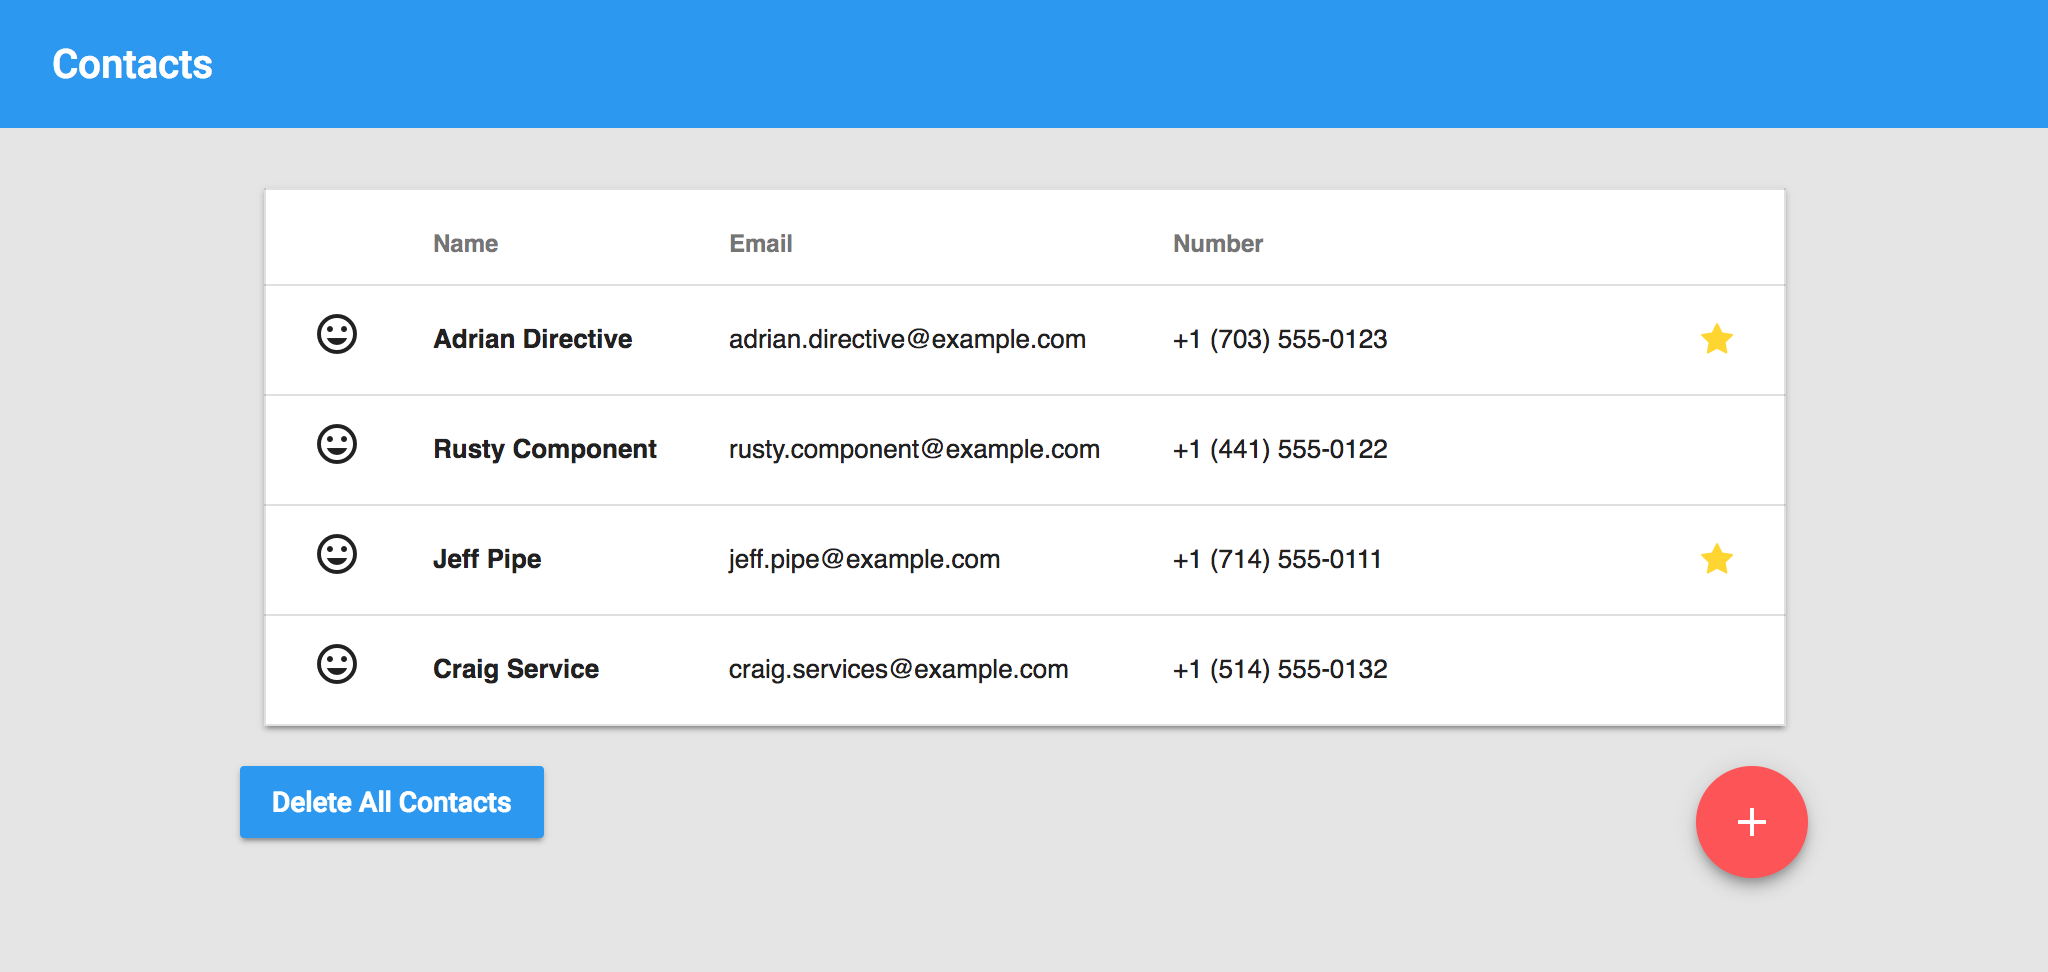 Contacts
Name Email Number
Adrian Directive adrian.directive@example.com +1 (703) 555-0123
Rusty Component rusty.component@example.com +1 (441) 555-0122
Jeff Pipe jeff.pipe@example.com +1 (714) 555-0111
Craig Service craig.services@example.com +1 (514) 555-0132
Delete All Contacts +